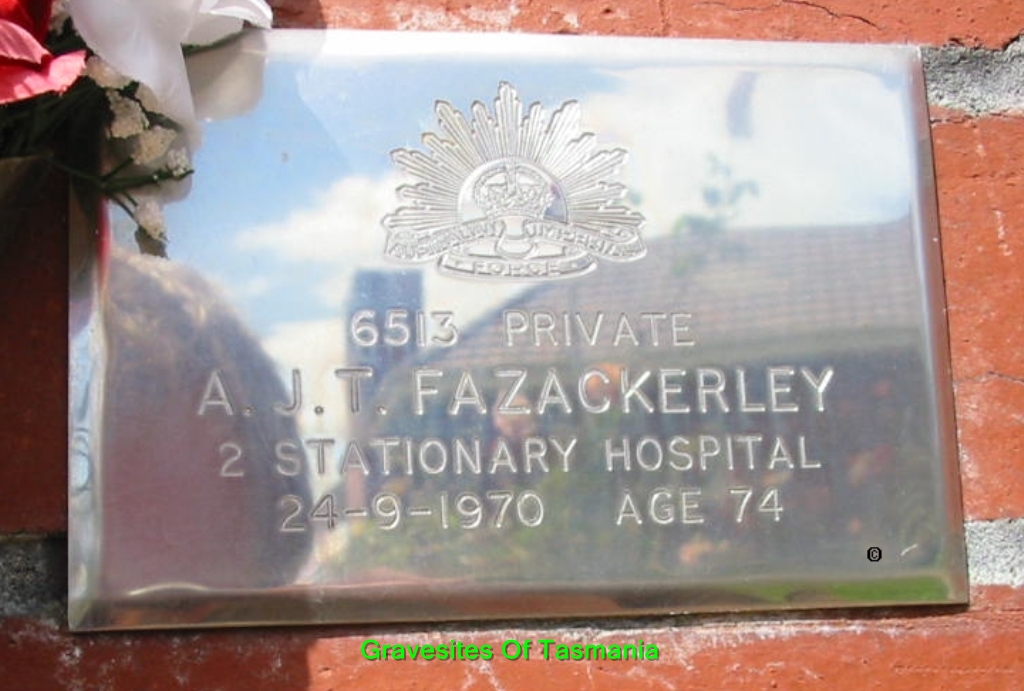 AUSTRALIAN IMPERIAL
FORCE
6513 PRIVATE
A. J. T. FAZACKERLEY
2 STATIONARY HOSPITAL
24-9-1970 AGE 74
©
Gravesites Of Tasmania